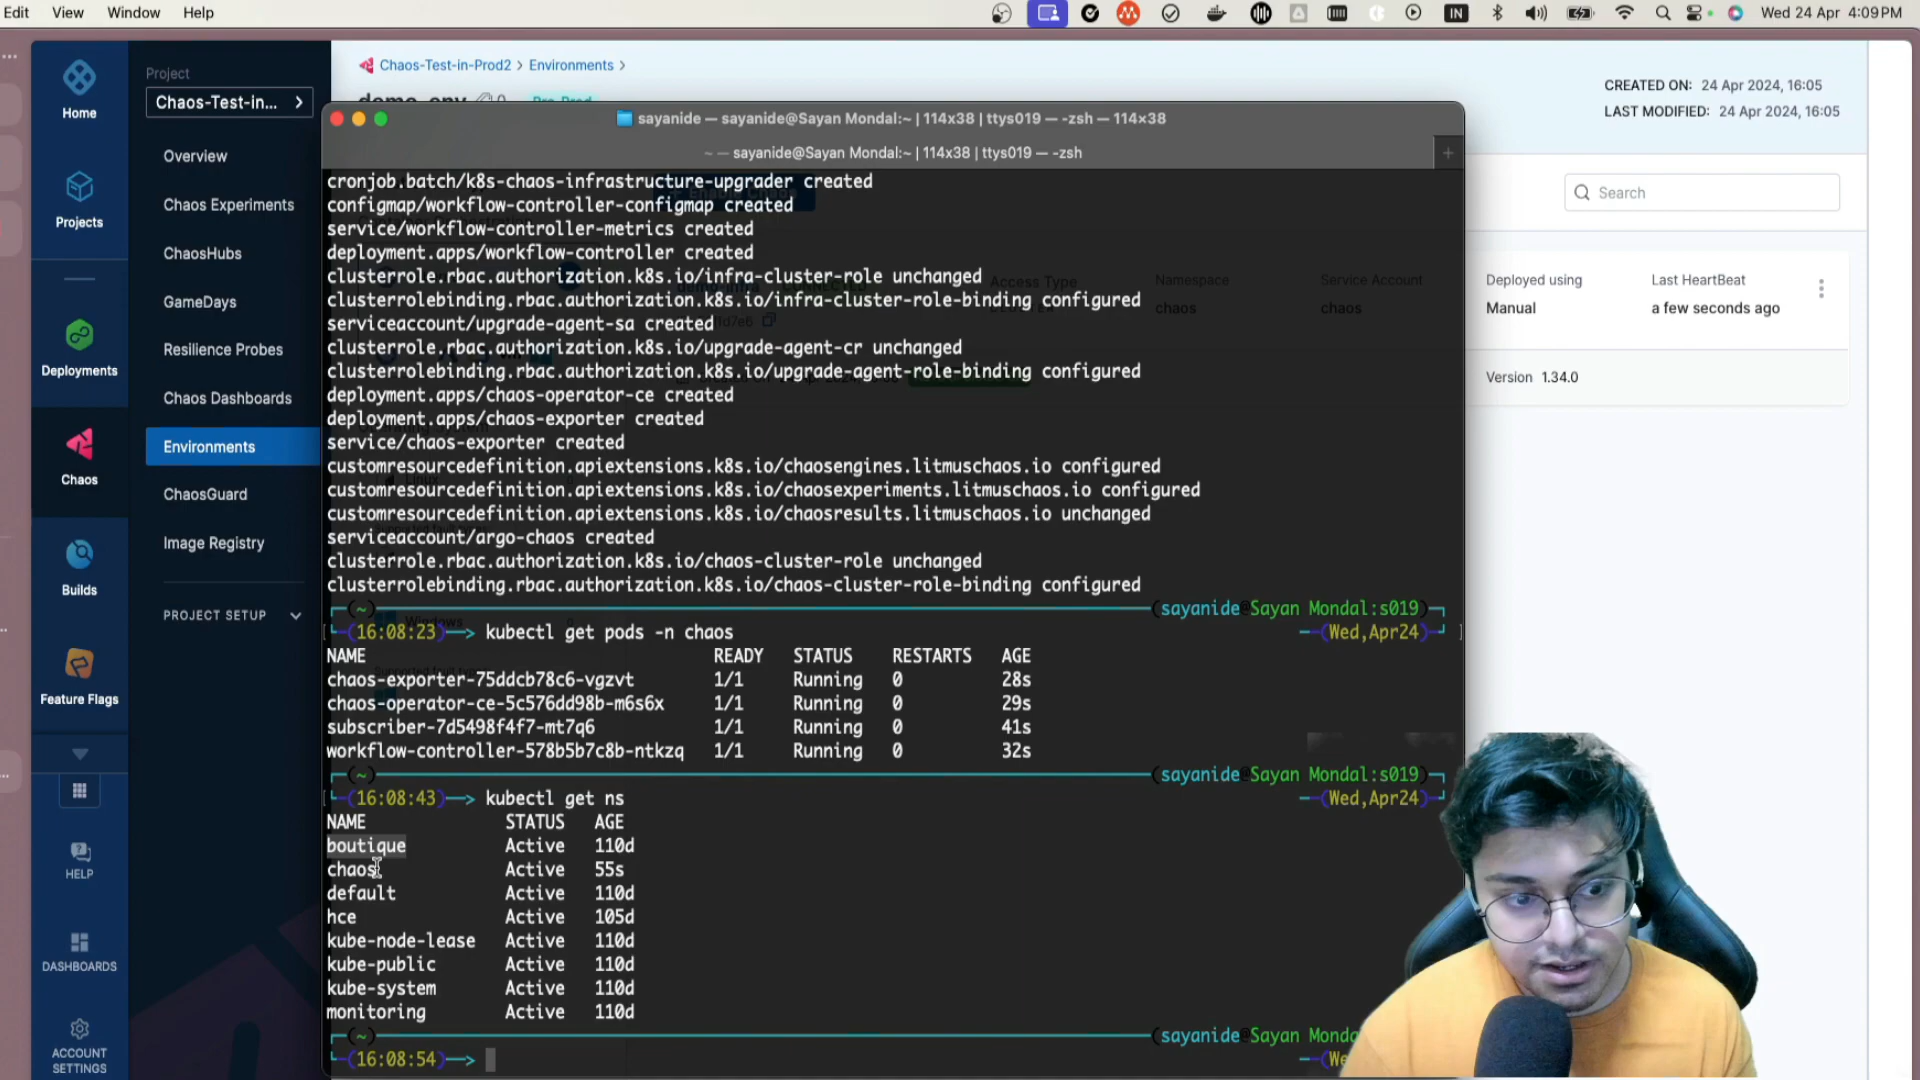 Edit View Window Help
IN Wed 24 Apr 4:09 PM
Home
Projects
Deployments
Chaos
Builds
Feature Flags
HELP
DASHBOARDS
ACCOUNT
SETTINGS
Project
Chaos-Test-in... >
Overview
Chaos Experiments
ChaosHubs
GameDays
Resilience Probes
Chaos Dashboards
Environments
ChaosGuard
Image Registry
PROJECT SETUP
Chaos-Test-in-Prod2 > Environments >
CREATED ON: 24 Apr 2024, 16:05
LAST MODIFIED: 24 Apr 2024, 16:05
Search
Access Type
Namespace
chaos
Service Account
chaos
Deployed using
Manual
Last HeartBeat
a few seconds ago
Version 1.34.0
sayanide — sayanide@Sayan Mondal:~ | 114x38 | ttys019 — -zsh — 114×38
~ — sayanide@Sayan Mondal:~ | 114x38 | ttys019 — -zsh
cronjob.batch/k8s-chaos-infrastructure-upgrader created
configmap/workflow-controller-configmap created
service/workflow-controller-metrics created
deployment.apps/workflow-controller created
clusterrole.rbac.authorization.k8s.io/infra-cluster-role unchanged
clusterrolebinding.rbac.authorization.k8s.io/infra-cluster-role-binding configured
serviceaccount/upgrade-agent-sa created
clusterrole.rbac.authorization.k8s.io/upgrade-agent-cr unchanged
clusterrolebinding.rbac.authorization.k8s.io/upgrade-agent-role-binding configured
deployment.apps/chaos-operator-ce created
deployment.apps/chaos-exporter created
service/chaos-exporter created
customresourcedefinition.apiextensions.k8s.io/chaosengines.litmuschaos.io configured
customresourcedefinition.apiextensions.k8s.io/chaosexperiments.litmuschaos.io configured
customresourcedefinition.apiextensions.k8s.io/chaosresults.litmuschaos.io unchanged
serviceaccount/argo-chaos created
clusterrole.rbac.authorization.k8s.io/chaos-cluster-role unchanged
clusterrolebinding.rbac.authorization.k8s.io/chaos-cluster-role-binding configured
(~) (sayanide@Sayan Mondal:s019)
(16:08:23)──> kubectl get pods -n chaos ─(Wed,Apr24)
NAME READY STATUS RESTARTS AGE
chaos-exporter-75ddcb78c6-vgzvt 1/1 Running 0 28s
chaos-operator-ce-5c576dd98b-m6s6x 1/1 Running 0 29s
subscriber-7d5498f4f7-mt7q6 1/1 Running 0 41s
workflow-controller-578b5b7c8b-ntkzq 1/1 Running 0 32s
(~) (sayanide@Sayan Mondal:s019)
(16:08:43)──> kubectl get ns ─(Wed,Apr24)
NAME STATUS AGE
boutique Active 110d
chaos Active 55s
default Active 110d
hce Active 105d
kube-node-lease Active 110d
kube-public Active 110d
kube-system Active 110d
monitoring Active 110d
(~) (sayanide@Sayan Monda
(16:08:54)──> ─(We